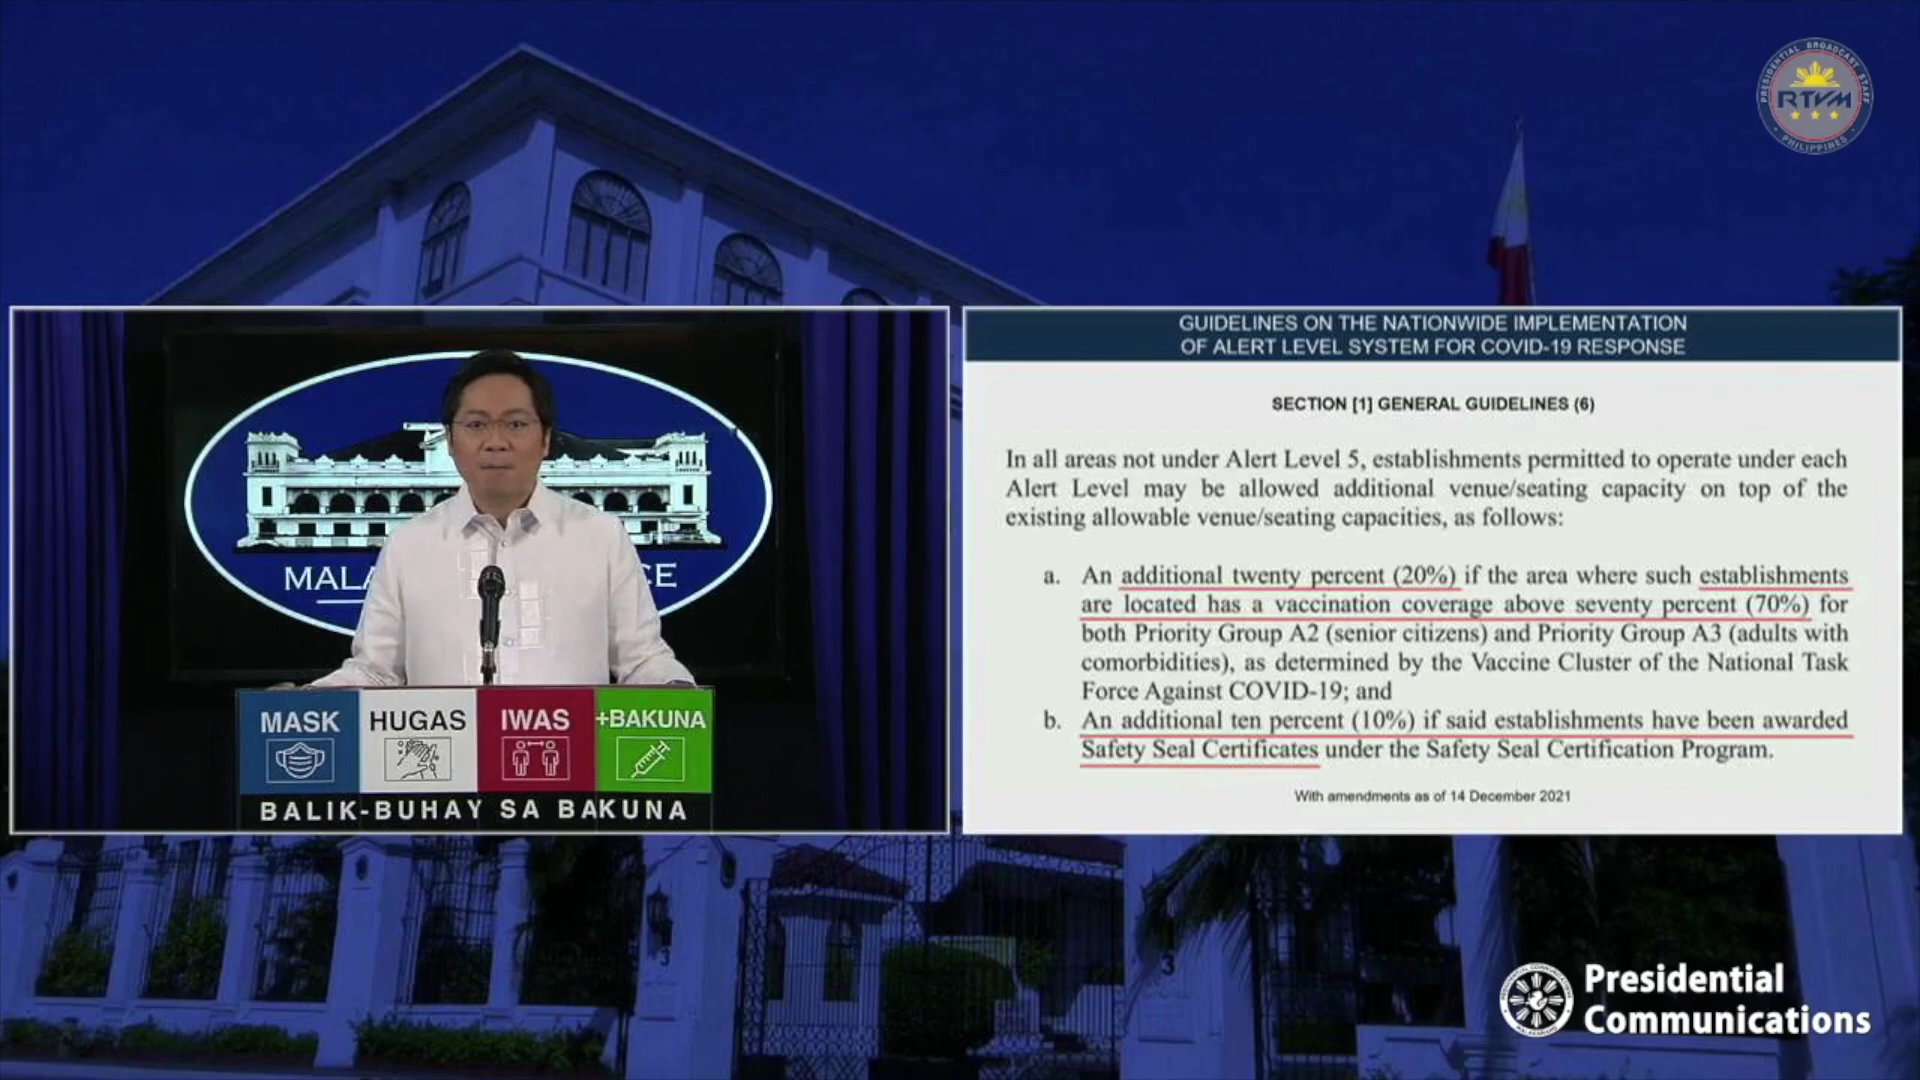 PRESIDENTIAL BROADCAST STAFF
RTVM
PHILIPPINES
GUIDELINES ON THE NATIONWIDE IMPLEMENTATION
OF ALERT LEVEL SYSTEM FOR COVID-19 RESPONSE
SECTION [1] GENERAL GUIDELINES (6)
In all areas not under Alert Level 5, establishments permitted to operate under each
Alert Level may be allowed additional venue/seating capacity on top of the
existing allowable venue/seating capacities, as follows:
a. An additional twenty percent (20%) if the area where such establishments
are located has a vaccination coverage above seventy percent (70%) for
both Priority Group A2 (senior citizens) and Priority Group A3 (adults with
comorbidities), as determined by the Vaccine Cluster of the National Task
Force Against COVID-19; and
b. An additional ten percent (10%) if said establishments have been awarded
Safety Seal Certificates under the Safety Seal Certification Program.
With amendments as of 14 December 2021
MALA CE
MASK HUGAS IWAS +BAKUNA
BALIK-BUHAY SA BAKUNA
Presidential
Communications